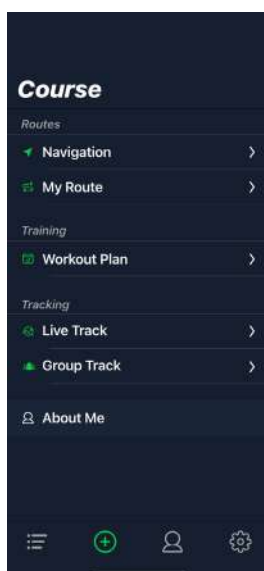 Course
Routes
Navigation
My Route
Training
Workout Plan
Tracking
Live Track
Group Track
About Me